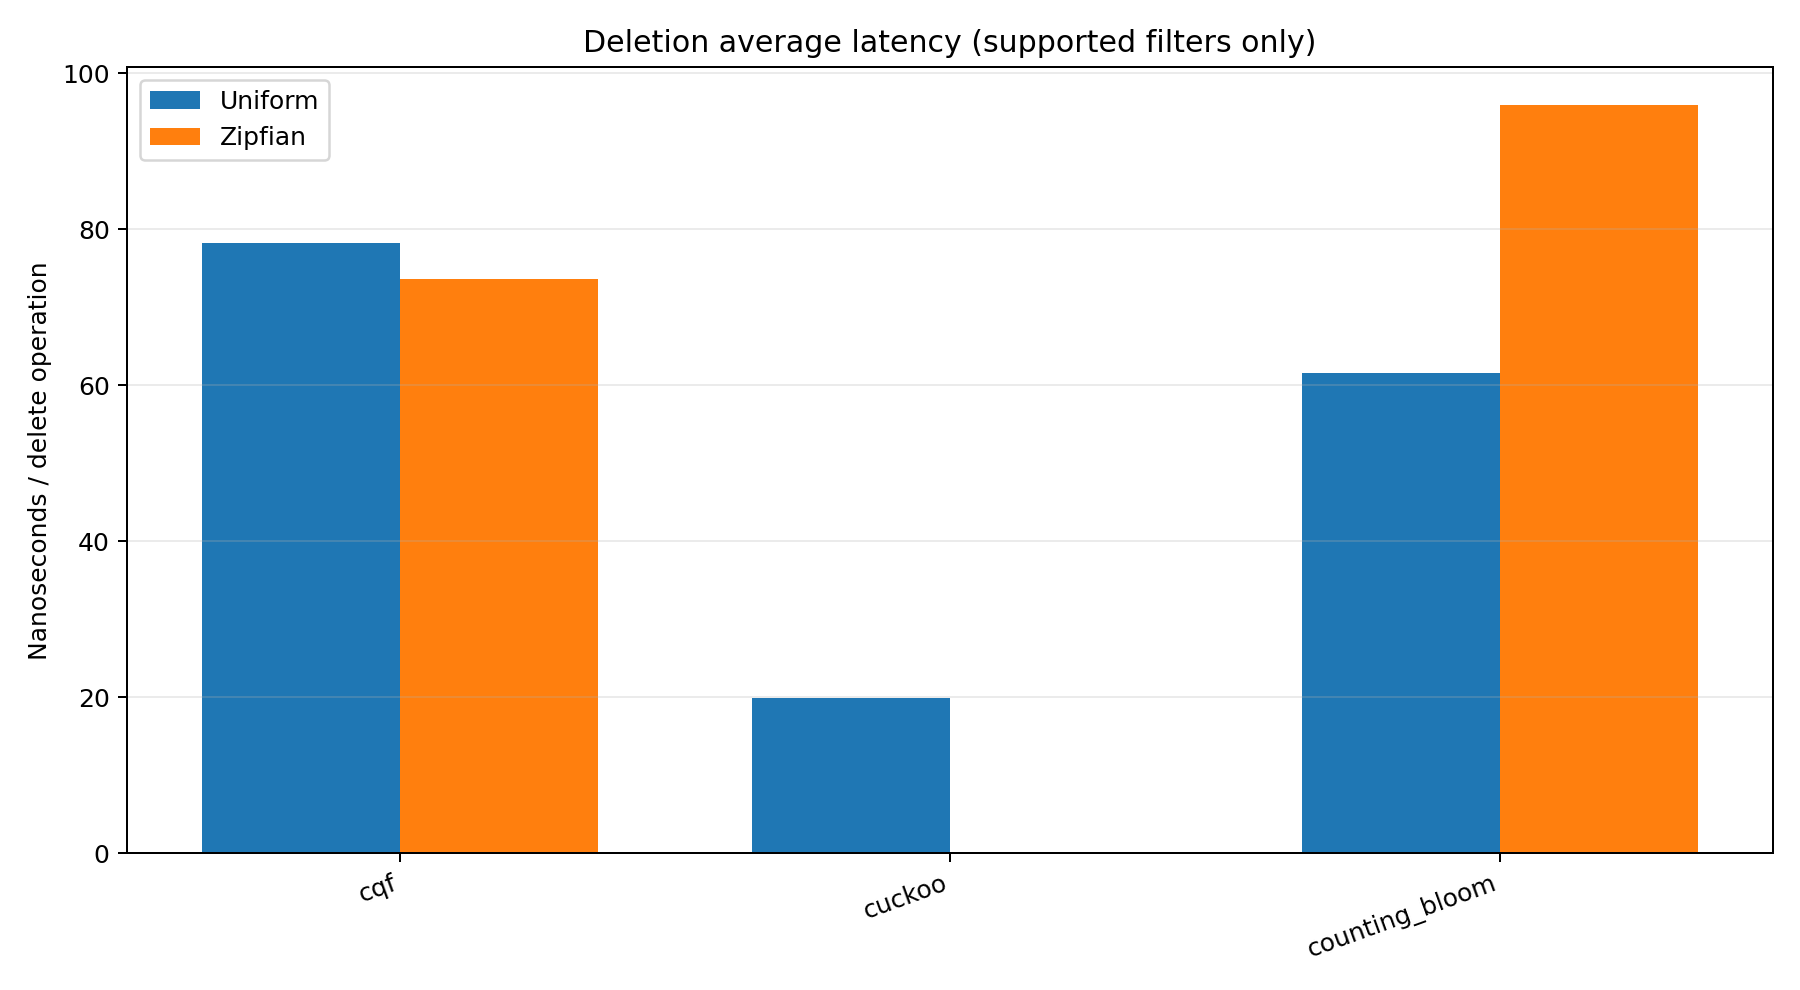 Deletion average latency (supported filters only)
Uniform
Zipfian
Nanoseconds / delete operation
100
80
60
40
20
0
cqf
cuckoo
counting_bloom